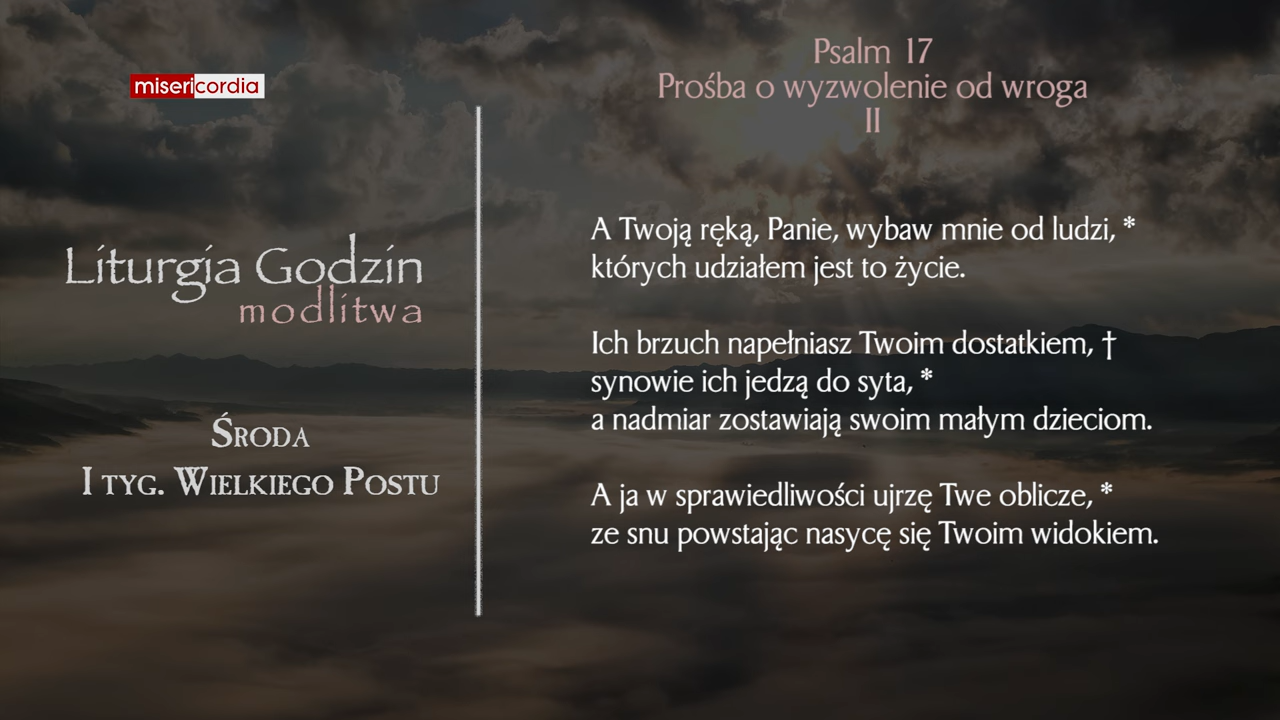 misericordia
Liturgia Godzin
modlitwa
Środa
I tyg. Wielkiego Postu
Psalm 17
Prośba o wyzwolenie od wroga
II
A Twoją ręką, Panie, wybaw mnie od ludzi, *
których udziałem jest to życie.
Ich brzuch napełniasz Twoim dostatkiem, †
synowie ich jedzą do syta, *
a nadmiar zostawiają swoim małym dzieciom.
A ja w sprawiedliwości ujrzę Twe oblicze, *
ze snu powstając nasycę się Twoim widokiem.